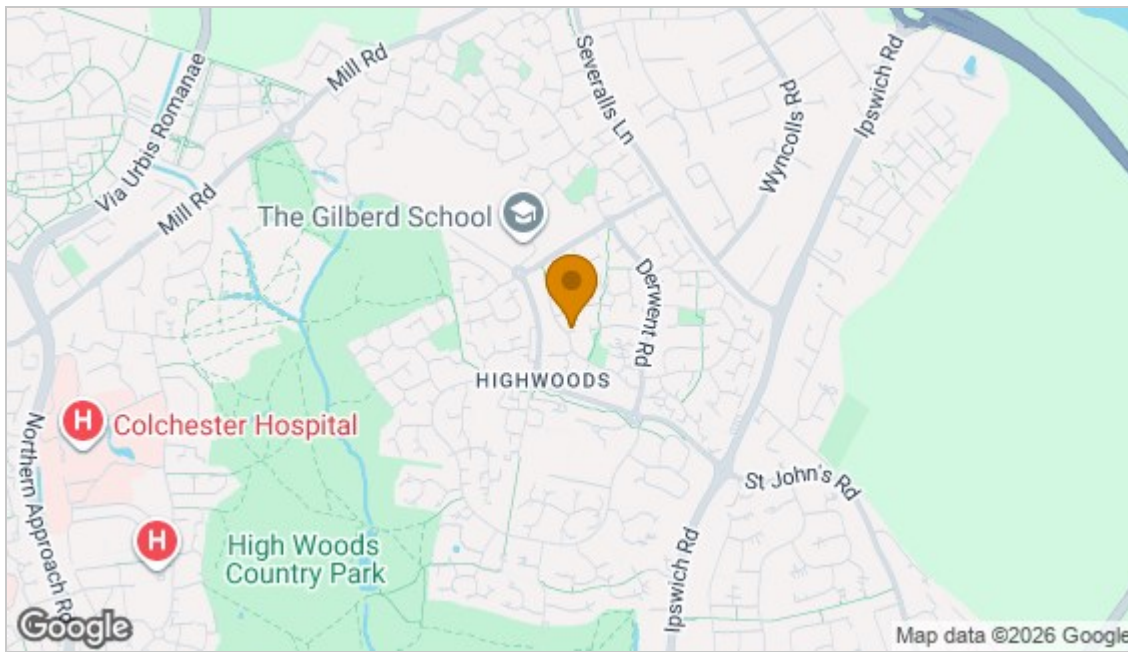 Mill Rd
Via Urbis Romanae
Mill Rd
Severalls Ln
Wyncolls Rd
Ipswich Rd
The Gilberd School
Derwent Rd
HIGHWOODS
H
Colchester Hospital
Northern Approach Rd
St John's Rd
H
High Woods
Country Park
Ipswich Rd
Google
Map data ©2026 Google